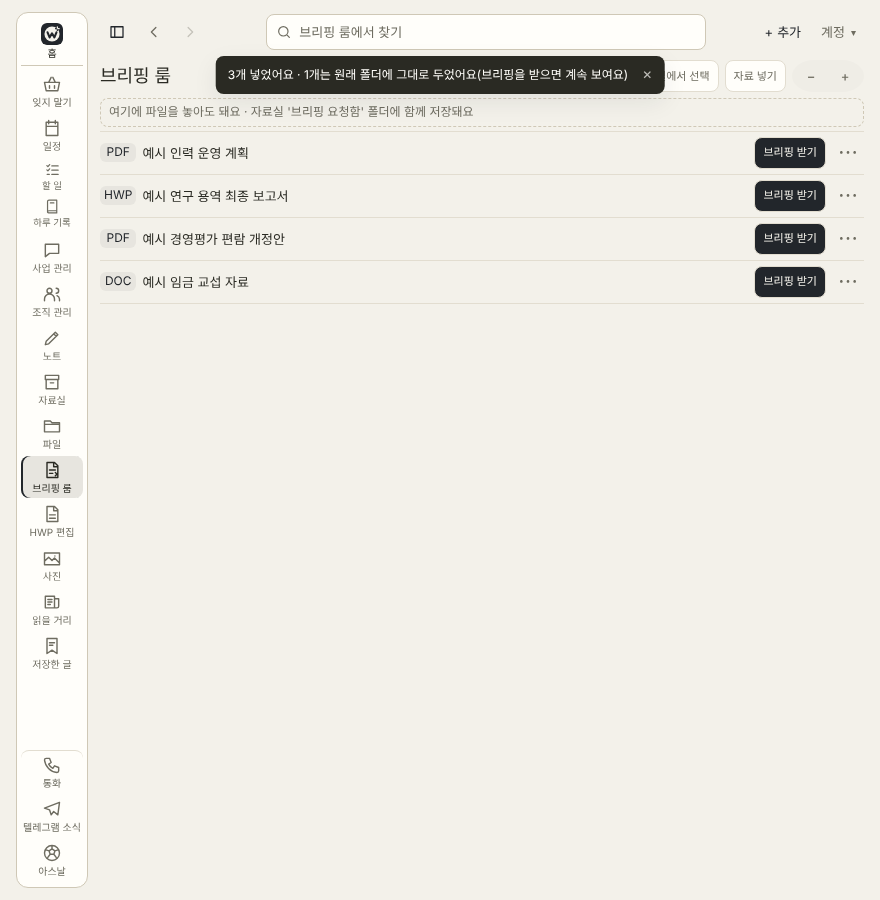 홈
잊지 말기
일정
할 일
하루 기록
사업 관리
조직 관리
노트
자료실
파일
브리핑 룸
HWP 편집
사진
읽을 거리
저장한 글
통화
텔레그램 소식
아스날
브리핑 룸에서 찾기
+ 추가
계정 ▾
브리핑 룸
3개 넣었어요 · 1개는 원래 폴더에 그대로 두었어요(브리핑을 받으면 계속 보여요) ×
에서 선택
자료 넣기
− +
여기에 파일을 놓아도 돼요 · 자료실 '브리핑 요청함' 폴더에 함께 저장돼요
PDF 예시 인력 운영 계획 브리핑 받기 ···
HWP 예시 연구 용역 최종 보고서 브리핑 받기 ···
PDF 예시 경영평가 편람 개정안 브리핑 받기 ···
DOC 예시 임금 교섭 자료 브리핑 받기 ···